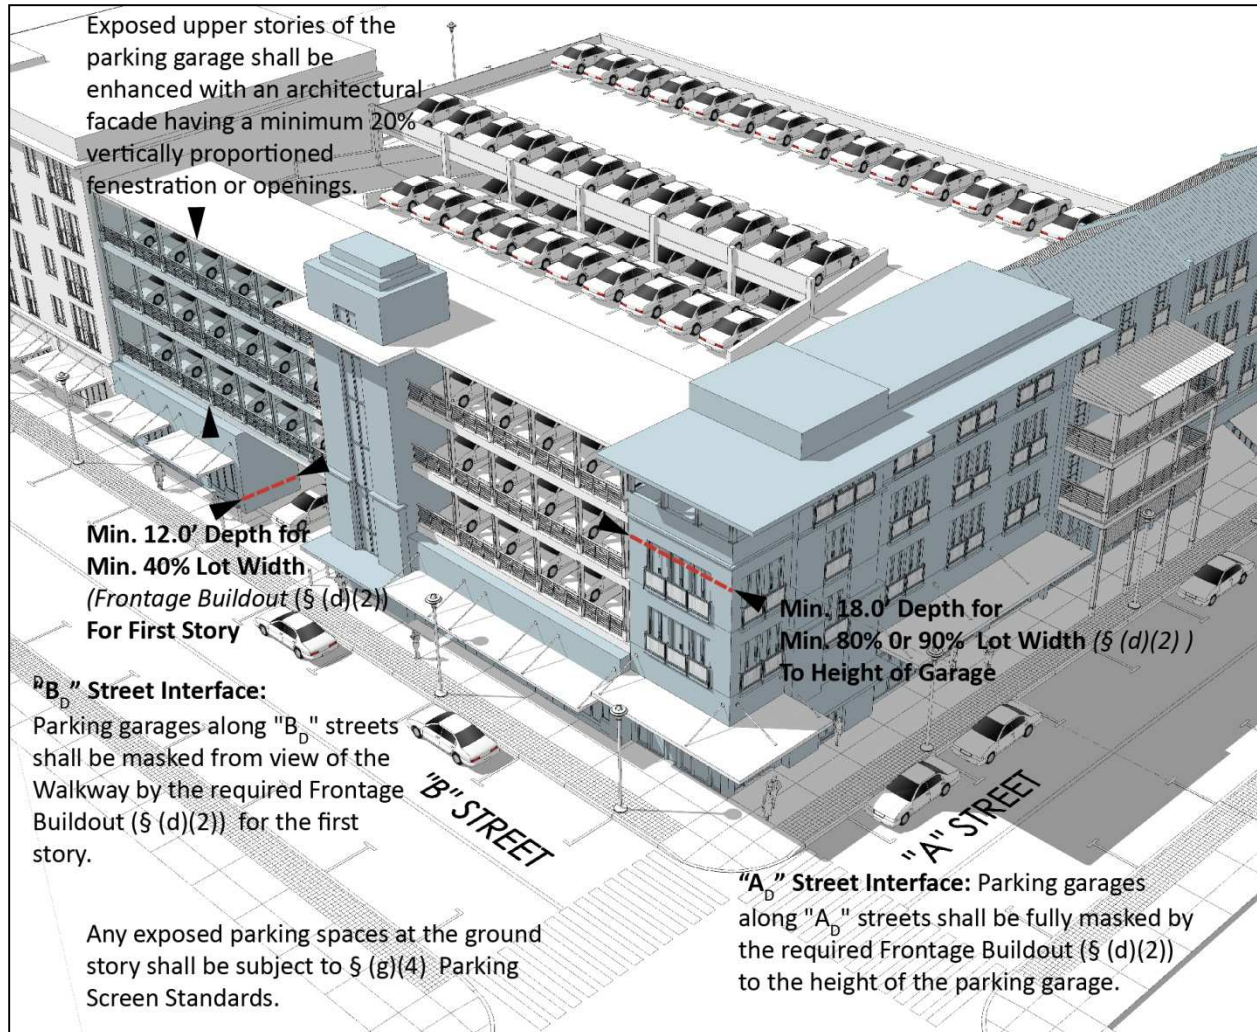 Exposed upper stories of the
parking garage shall be
enhanced with an architectural
facade having a minimum 20%
vertically proportioned
fenestration or openings.
Min. 12.0' Depth for
Min. 40% Lot Width
(Frontage Buildout (§ (d)(2))
For First Story
Min. 18.0' Depth for
Min. 80% 0r 90% Lot Width (§ (d)(2) )
To Height of Garage
"B_D" Street Interface:
Parking garages along "B_D" streets
shall be masked from view of the
Walkway by the required Frontage
Buildout (§ (d)(2)) for the first
story.
"B" STREET
"A" STREET
Any exposed parking spaces at the ground
story shall be subject to § (g)(4) Parking
Screen Standards.
"A_D" Street Interface: Parking garages
along "A_D" streets shall be fully masked by
the required Frontage Buildout (§ (d)(2))
to the height of the parking garage.